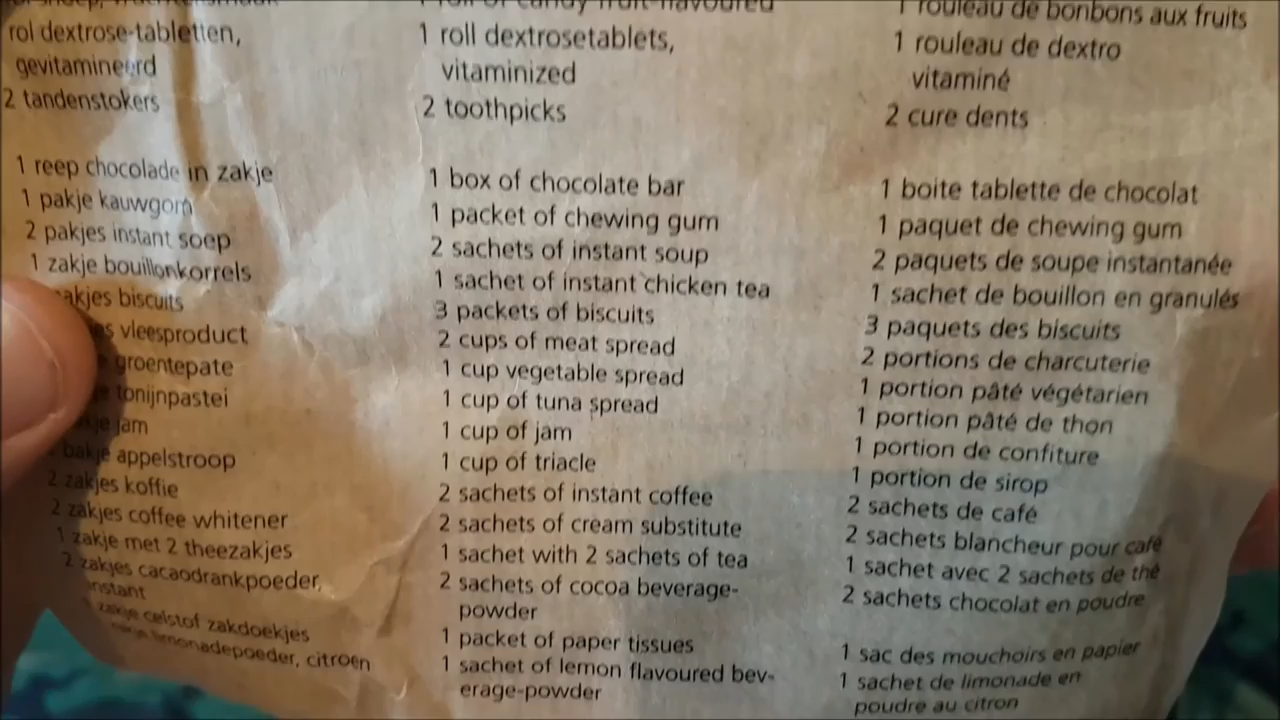 rol dextrose-tabletten,
gevitamineerd
2 tandenstokers
1 reep chocolade in zakje
1 pakje kauwgom
2 pakjes instant soep
1 zakje bouillonkorrels
biscuits
vleesproduct
groentepate
tonijnpastei
jam
bakje appelstroop
2 zakjes koffie
2 zakjes coffee whitener
1 zakje met 2 theezakjes
2 zakjes cacaodrankpoeder,
instant
zakje celstof zakdoekjes
limonadepoeder, citroen
1 roll of candy fruit-flavoured
1 roll dextrosetablets,
vitaminized
2 toothpicks
1 box of chocolate bar
1 packet of chewing gum
2 sachets of instant soup
1 sachet of instant chicken tea
3 packets of biscuits
2 cups of meat spread
1 cup vegetable spread
1 cup of tuna spread
1 cup of jam
1 cup of triacle
2 sachets of instant coffee
2 sachets of cream substitute
1 sachet with 2 sachets of tea
2 sachets of cocoa beverage-
powder
1 packet of paper tissues
1 sachet of lemon flavoured bev-
erage-powder
1 rouleau de bonbons aux fruits
1 rouleau de dextro
vitaminé
2 cure dents
1 boite tablette de chocolat
1 paquet de chewing gum
2 paquets de soupe instantanée
1 sachet de bouillon en granulés
3 paquets des biscuits
2 portions de charcuterie
1 portion pâté végétarien
1 portion pâté de thon
1 portion de confiture
1 portion de sirop
2 sachets de café
2 sachets blancheur pour café
1 sachet avec 2 sachets de thé
2 sachets chocolat en poudre
1 sac des mouchoirs en papier
1 sachet de limonade en
poudre au citron